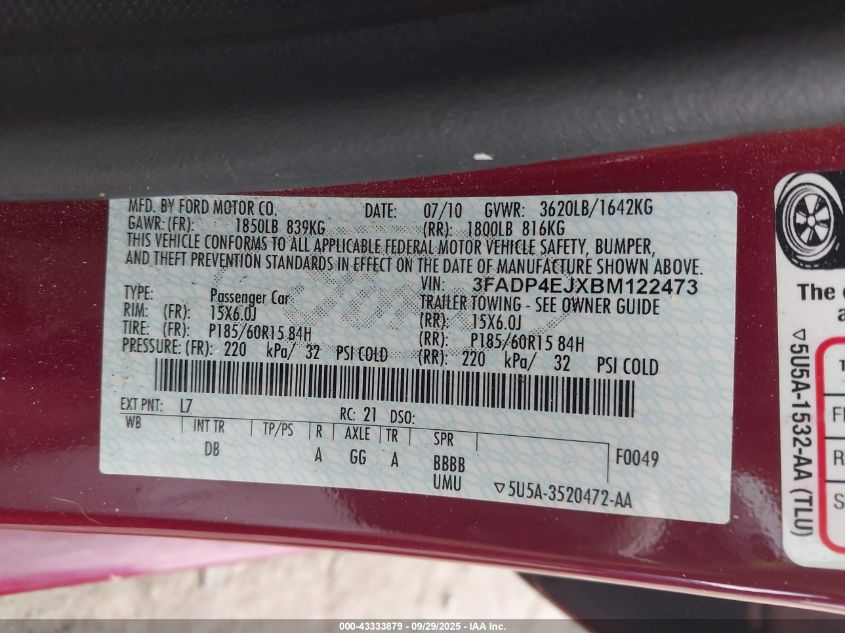 MFD. BY FORD MOTOR CO. DATE: 07/10 GVWR: 3620LB/1642KG
GAWR: (FR): 1850LB 839KG (RR): 1800LB 816KG
THIS VEHICLE CONFORMS TO ALL APPLICABLE FEDERAL MOTOR VEHICLE SAFETY, BUMPER,
AND THEFT PREVENTION STANDARDS IN EFFECT ON THE DATE OF MANUFACTURE SHOWN ABOVE.
VIN: 3FADP4EJXBM122473
TYPE: Passenger Car TRAILER TOWING - SEE OWNER GUIDE
RIM: (FR): 15X6.0J (RR): 15X6.0J
TIRE: (FR): P185/60R15 84H (RR): P185/60R15 84H
PRESSURE: (FR): 220 kPa/ 32 PSI COLD (RR): 220 kPa/ 32 PSI COLD
EXT PNT: L7 RC: 21 DSO:
WB INT TR TP/PS R AXLE TR SPR
DB A GG A BBBB F0049
UMU ▽5U5A-3520472-AA
The
▽5U5A-1532-AA (TLU)
000-43333879 | 09/29/2025 | IAA Inc.